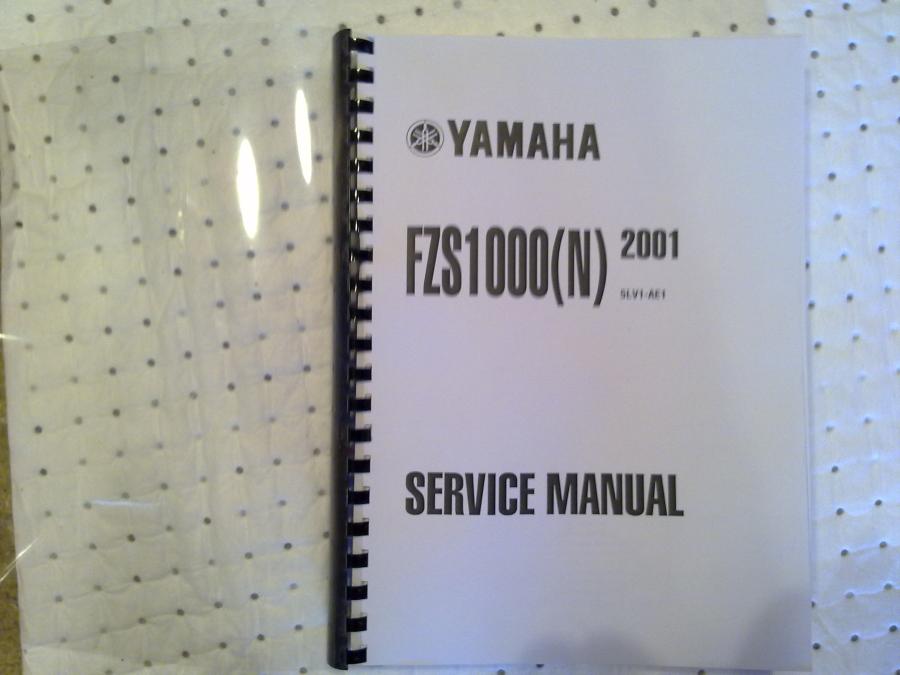 YAMAHA
FZS1000(N) 2001
5LV1-AE1
SERVICE MANUAL